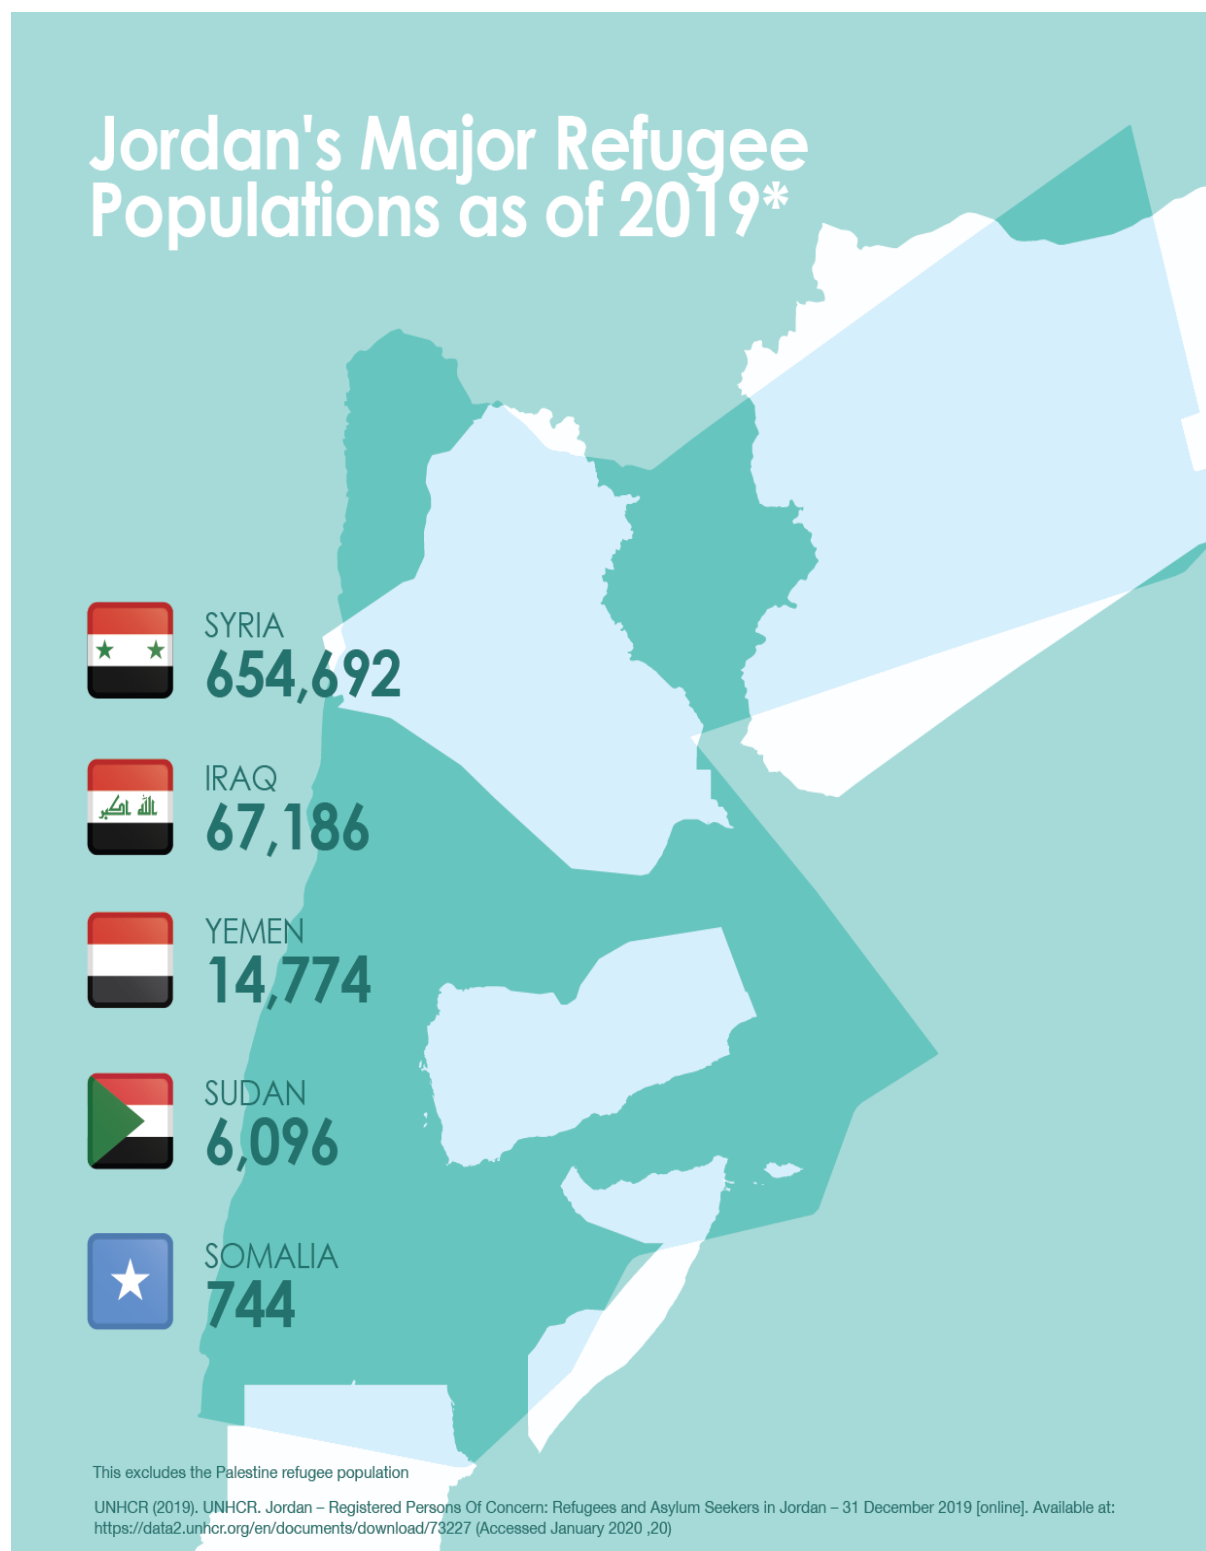 Jordan's Major Refugee
Populations as of 2019*
SYRIA
654,692
IRAQ
الله اكبر
67,186
YEMEN
14,774
SUDAN
6,096
SOMALIA
744
This excludes the Palestine refugee population
UNHCR (2019). UNHCR. Jordan – Registered Persons Of Concern: Refugees and Asylum Seekers in Jordan – 31 December 2019 [online]. Available at:
https://data2.unhcr.org/en/documents/download/73227 (Accessed January 2020 ,20)